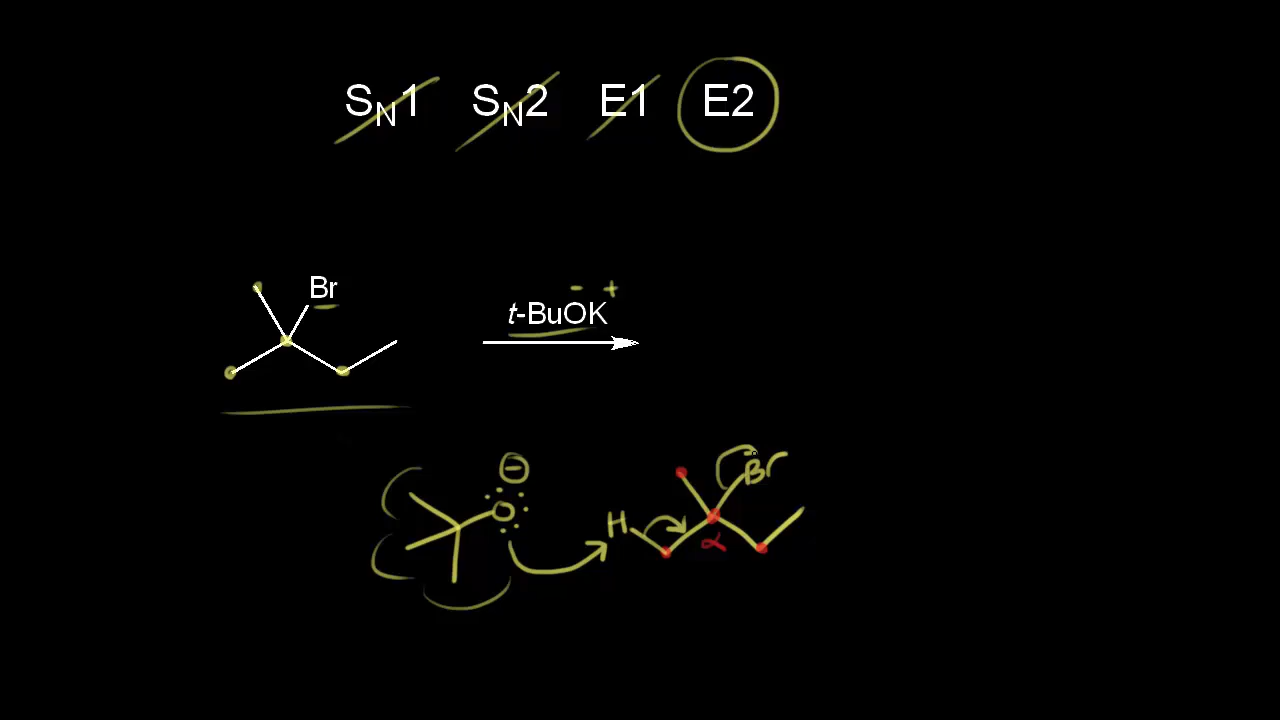 SN1 SN2 E1 E2
Br
- +
t-BuOK
⊖
Br
:O:
H
α